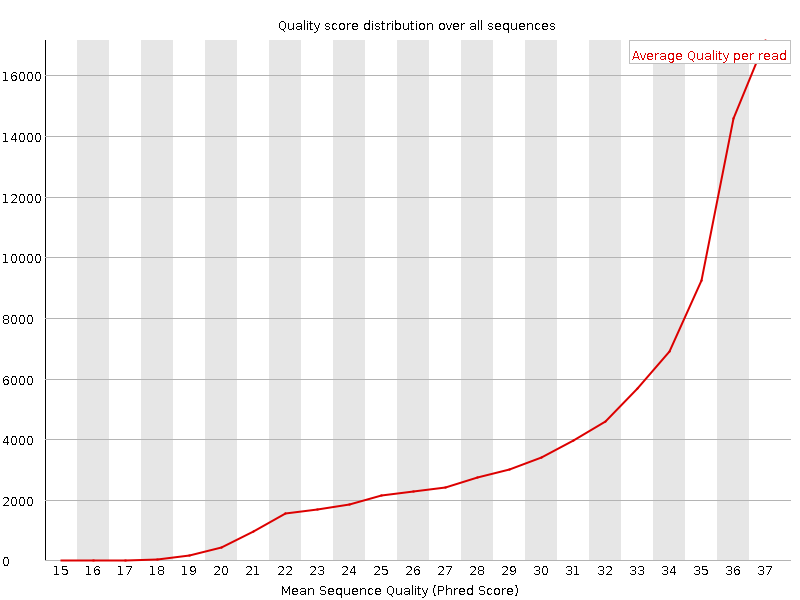 Quality score distribution over all sequences
Average Quality per read
16000
14000
12000
10000
8000
6000
4000
2000
0
15 16 17 18 19 20 21 22 23 24 25 26 27 28 29 30 31 32 33 34 35 36 37
Mean Sequence Quality (Phred Score)